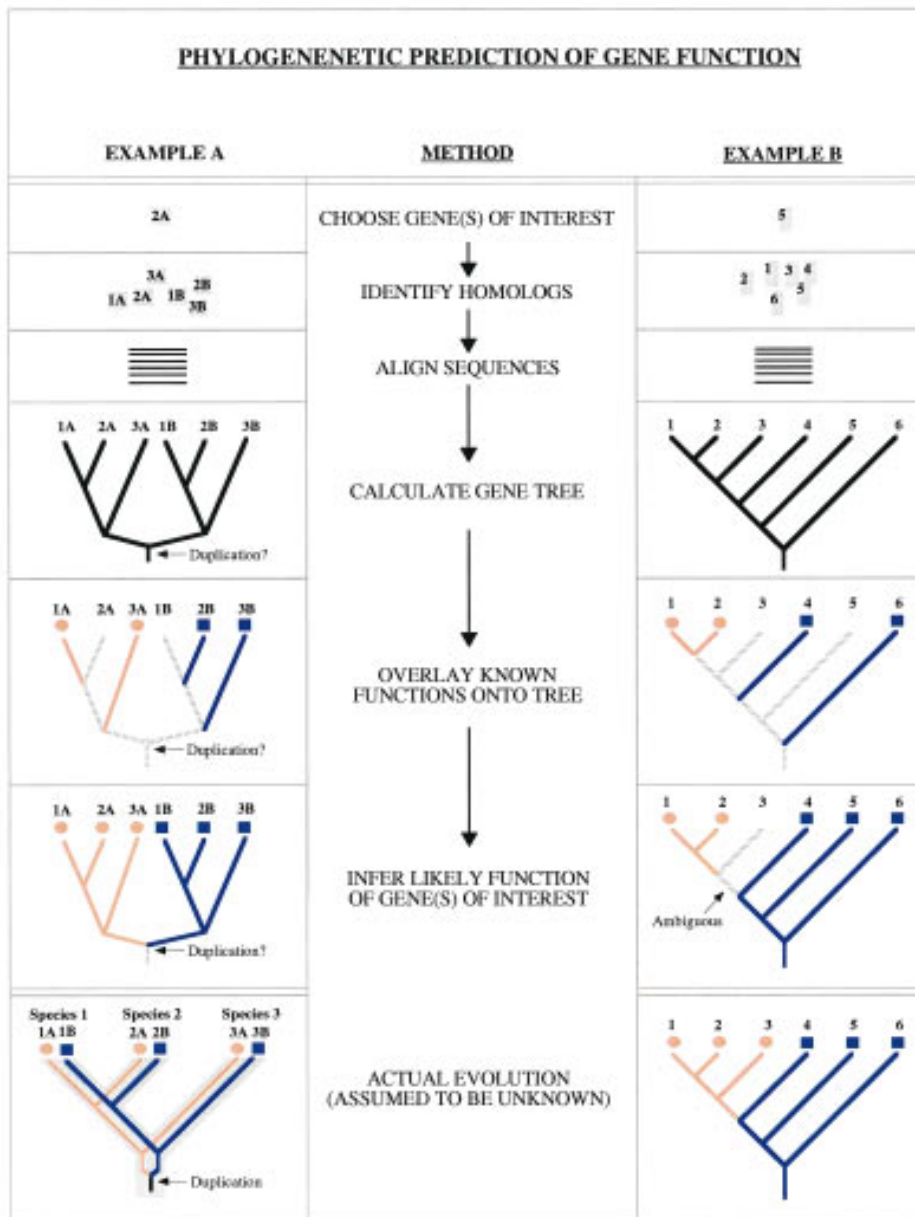 PHYLOGENENETIC PREDICTION OF GENE FUNCTION
EXAMPLE A METHOD EXAMPLE B
2A CHOOSE GENE(S) OF INTEREST 5
3A 2B 1 3 4
1A 2A 1B IDENTIFY HOMOLOGS 2 5
3B 6
ALIGN SEQUENCES
1A 2A 3A 1B 2B 3B 1 2 3 4 5 6
CALCULATE GENE TREE
Duplication?
1A 2A 3A 1B 2B 3B 1 2 3 4 5 6
OVERLAY KNOWN
FUNCTIONS ONTO TREE
Duplication?
1A 2A 3A 1B 2B 3B 1 2 3 4 5 6
INFER LIKELY FUNCTION
OF GENE(S) OF INTEREST
Ambiguous
Duplication?
Species 1 Species 2 Species 3
1A 1B 2A 2B 3A 3B 1 2 3 4 5 6
ACTUAL EVOLUTION
(ASSUMED TO BE UNKNOWN)
Duplication